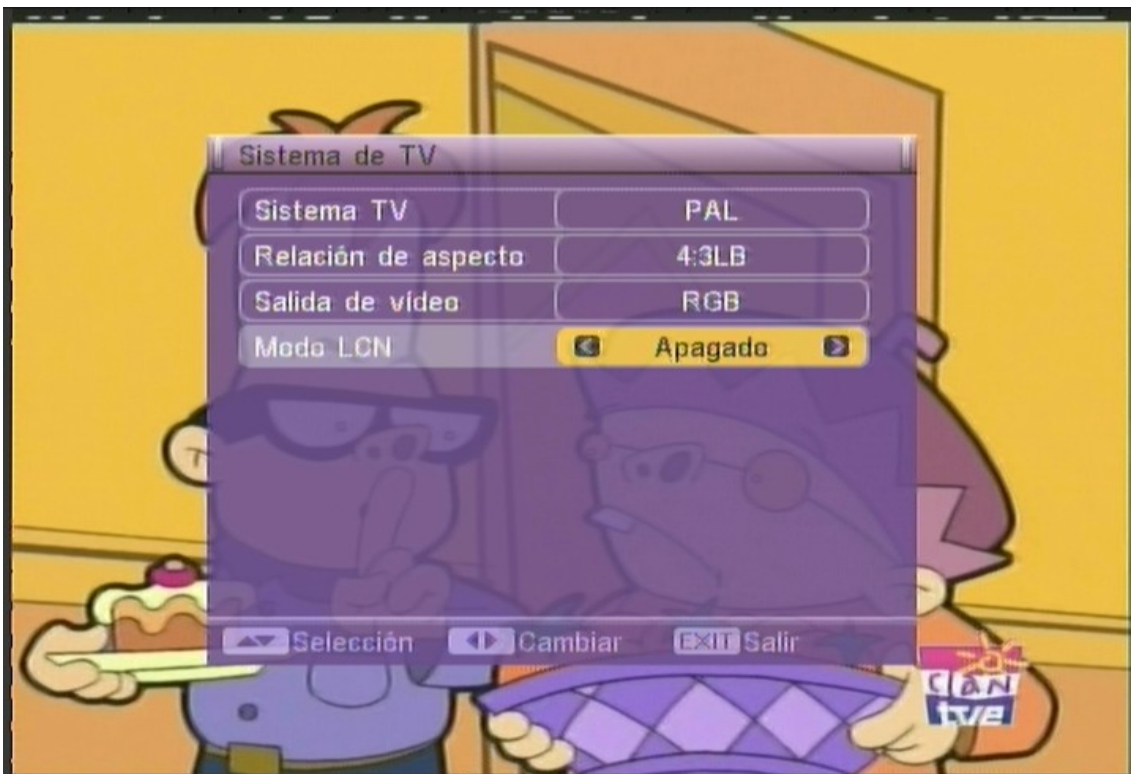 Sistema de TV
Sistema TV PAL
Relación de aspecto 4:3LB
Salida de vídeo RGB
Modo LCN Apagado
Selección Cambiar EXIT Salir
CLAN
tve